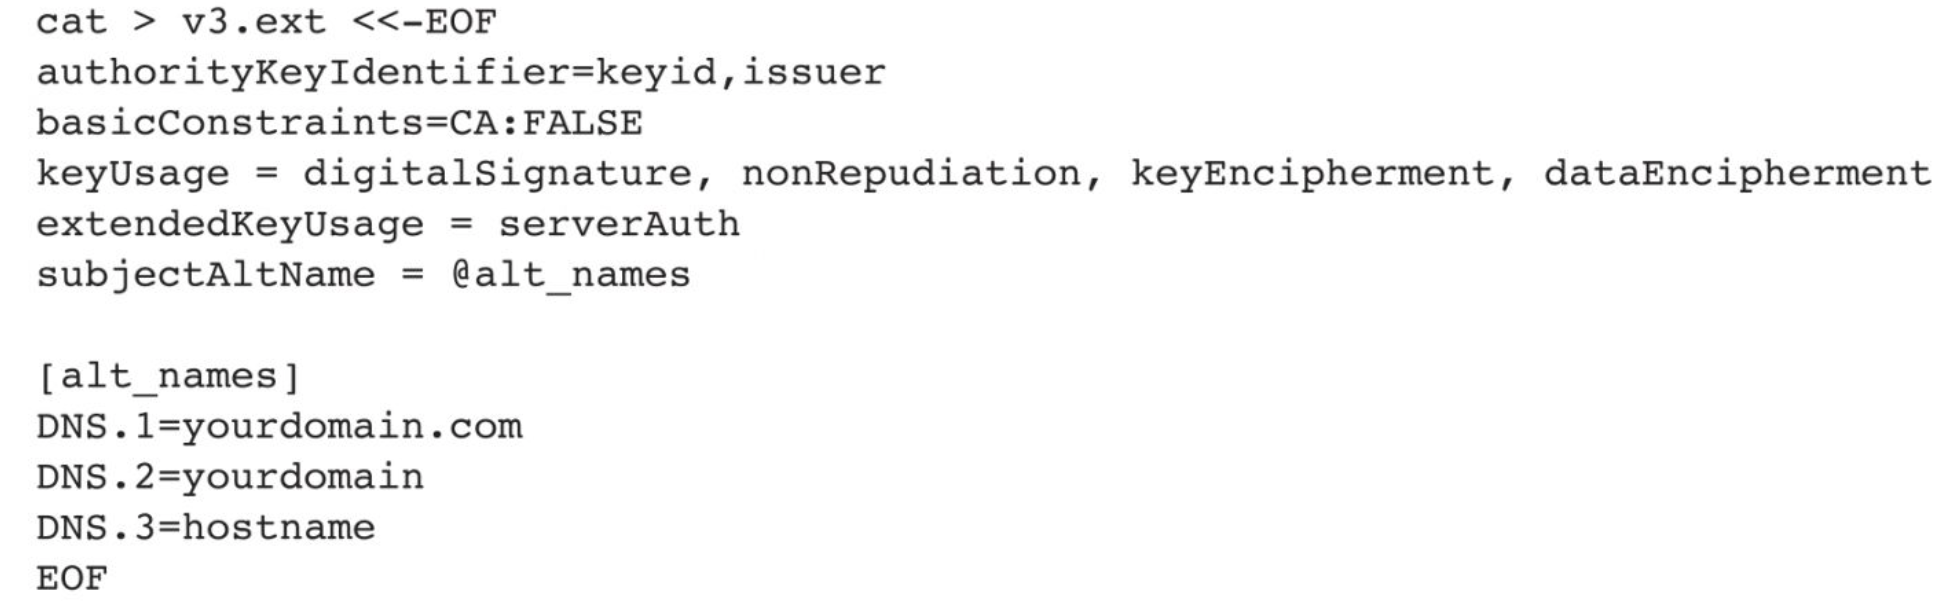 cat > v3.ext <<-EOF
authorityKeyIdentifier=keyid,issuer
basicConstraints=CA:FALSE
keyUsage = digitalSignature, nonRepudiation, keyEncipherment, dataEncipherment
extendedKeyUsage = serverAuth
subjectAltName = @alt_names

[alt_names]
DNS.1=yourdomain.com
DNS.2=yourdomain
DNS.3=hostname
EOF